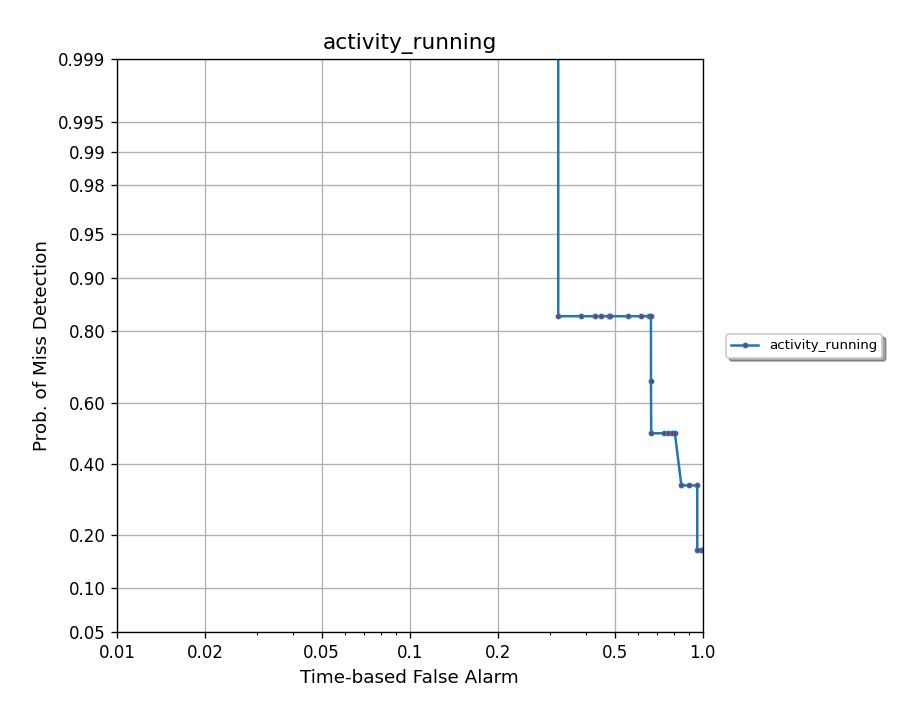 activity_running
0.999
0.995
0.99
0.98
0.95
0.90
0.80
0.60
0.40
0.20
0.10
0.05
Prob. of Miss Detection
0.01 0.02 0.05 0.1 0.2 0.5 1.0
Time-based False Alarm
activity_running